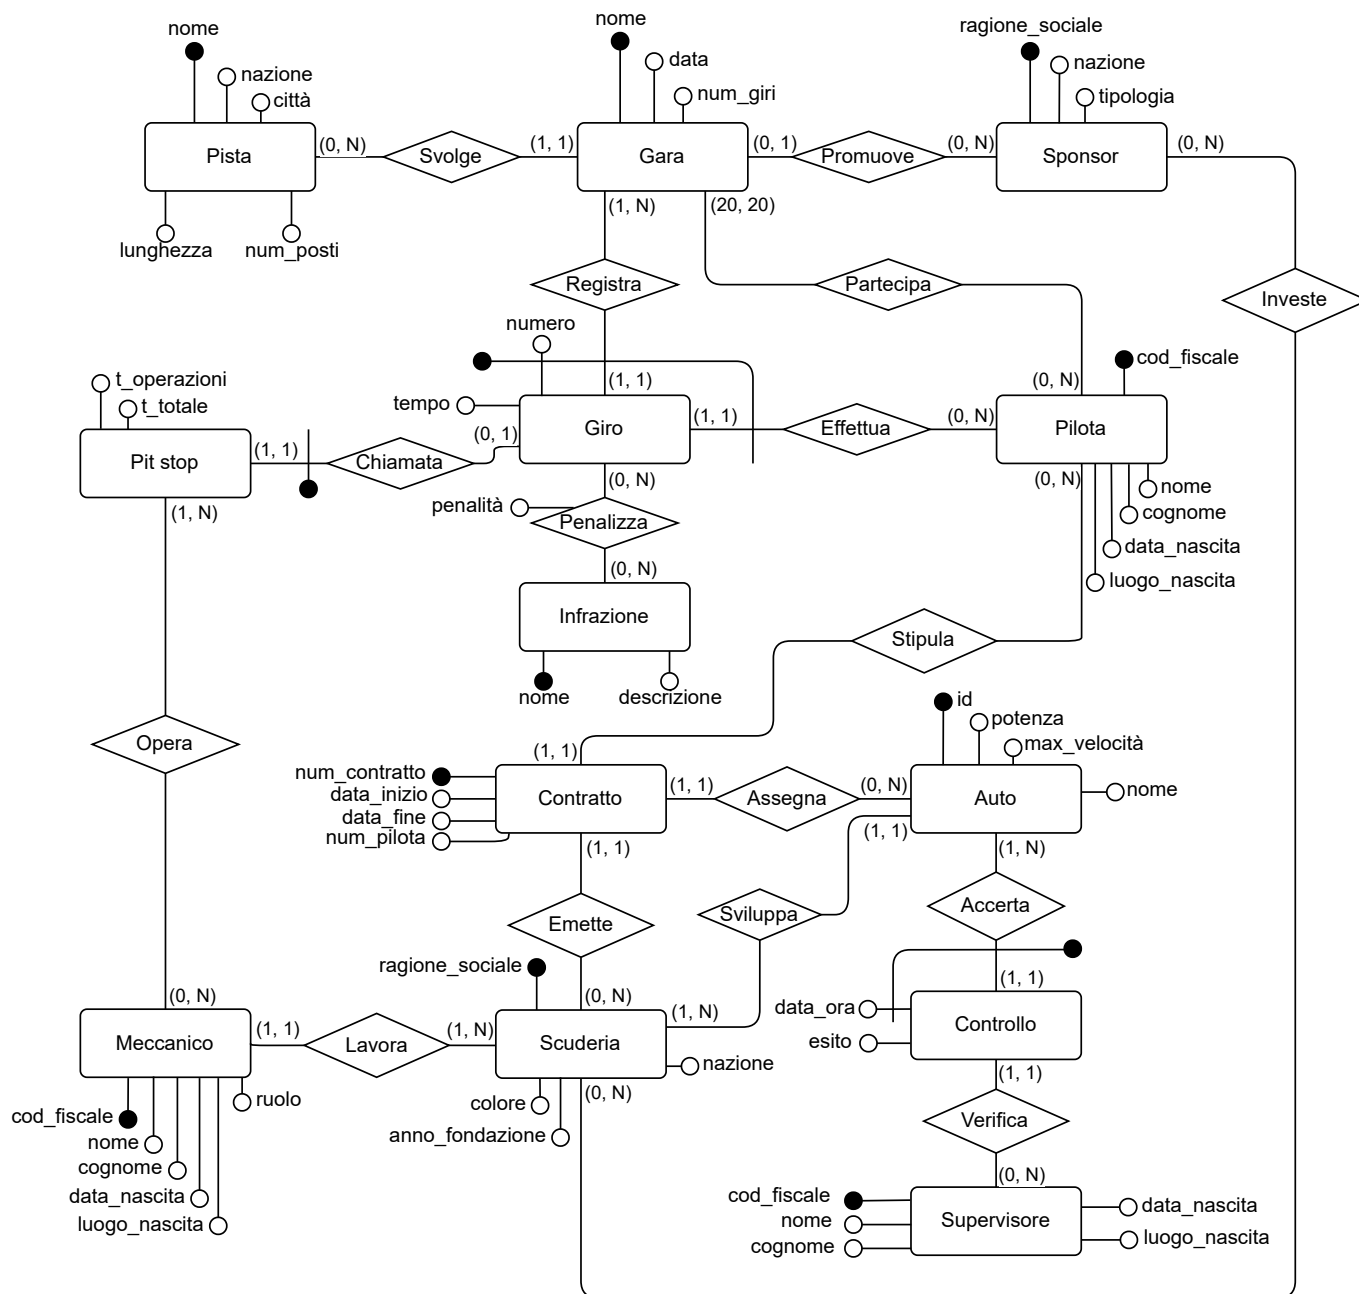 nome
nazione
città
Pista
lunghezza
num_posti
(0, N)
Svolge
(1, 1)
nome
data
num_giri
Gara
(0, 1)
Promuove
(0, N)
ragione_sociale
nazione
tipologia
Sponsor
(0, N)
(1, N)
(20, 20)
Registra
Partecipa
Investe
numero
tempo
(1, 1)
Giro
(0, 1)
(1, 1)
Effettua
(0, N)
(0, N)
cod_fiscale
Pilota
(0, N)
nome
cognome
data_nascita
luogo_nascita
t_operazioni
t_totale
Pit stop
(1, 1)
Chiamata
(1, N)
(0, N)
penalità
Penalizza
(0, N)
Infrazione
nome
descrizione
Stipula
Opera
(1, 1)
num_contratto
data_inizio
data_fine
num_pilota
Contratto
(1, 1)
Assegna
(0, N)
id
potenza
max_velocità
Auto
nome
(1, 1)
(1, 1)
(1, N)
Emette
Sviluppa
Accerta
ragione_sociale
(0, N)
(0, N)
(1, 1)
Meccanico
(1, 1)
Lavora
(1, N)
Scuderia
(1, N)
nazione
(0, N)
colore
anno_fondazione
data_ora
esito
Controllo
(1, 1)
ruolo
cod_fiscale
nome
cognome
data_nascita
luogo_nascita
Verifica
(0, N)
cod_fiscale
nome
cognome
Supervisore
data_nascita
luogo_nascita